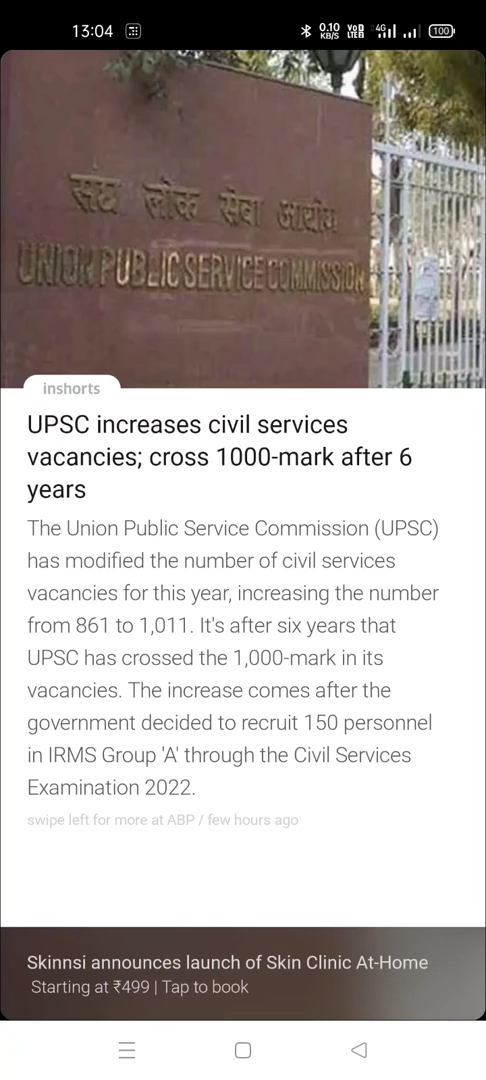 13:04
0.10
KB/S
VoD
LTE2
4G
100
संघ लोक सेवा आयोग
UNION PUBLIC SERVICE COMMISSION
inshorts
UPSC increases civil services
vacancies; cross 1000-mark after 6
years
The Union Public Service Commission (UPSC)
has modified the number of civil services
vacancies for this year, increasing the number
from 861 to 1,011. It's after six years that
UPSC has crossed the 1,000-mark in its
vacancies. The increase comes after the
government decided to recruit 150 personnel
in IRMS Group 'A' through the Civil Services
Examination 2022.
swipe left for more at ABP / few hours ago
Skinnsi announces launch of Skin Clinic At-Home
Starting at ₹499 | Tap to book